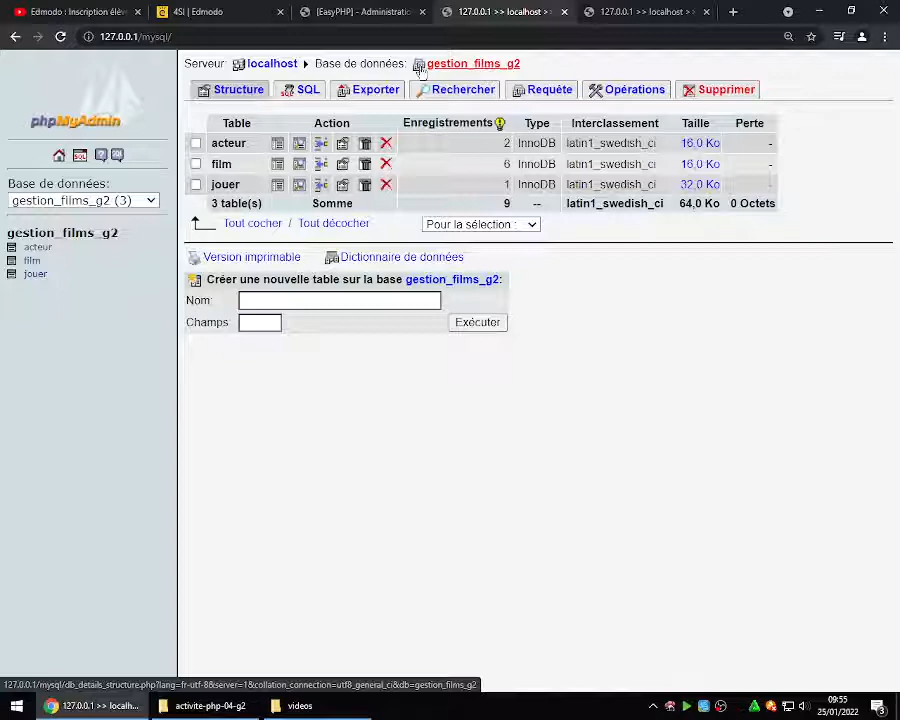 Edmodo : Inscription élèv
4SI | Edmodo
[EasyPHP] - Administratio
127.0.0.1 >> localhost >>
127.0.0.1 >> localhost >>
127.0.0.1/mysql/
phpMyAdmin
Base de données:
gestion_films_g2 (3)
gestion_films_g2
acteur
film
jouer
Serveur: localhost Base de données: gestion_films_g2
Structure SQL Exporter Rechercher Requête Opérations Supprimer
Table Action Enregistrements Type Interclassement Taille Perte
acteur 2 InnoDB latin1_swedish_ci 16,0 Ko -
film 6 InnoDB latin1_swedish_ci 16,0 Ko -
jouer 1 InnoDB latin1_swedish_ci 32,0 Ko -
3 table(s) Somme 9 -- latin1_swedish_ci 64,0 Ko 0 Octets
Tout cocher / Tout décocher Pour la sélection :
Version imprimable Dictionnaire de données
Créer une nouvelle table sur la base gestion_films_g2:
Nom:
Champs
Exécuter
127.0.0.1/mysql/db_details_structure.php?lang=fr-utf-8&server=1&collation_connection=utf8_general_ci&db=gestion_films_g2
127.0.0.1 >> localh...
activite-php-04-g2
videos
09:55
25/01/2022
3